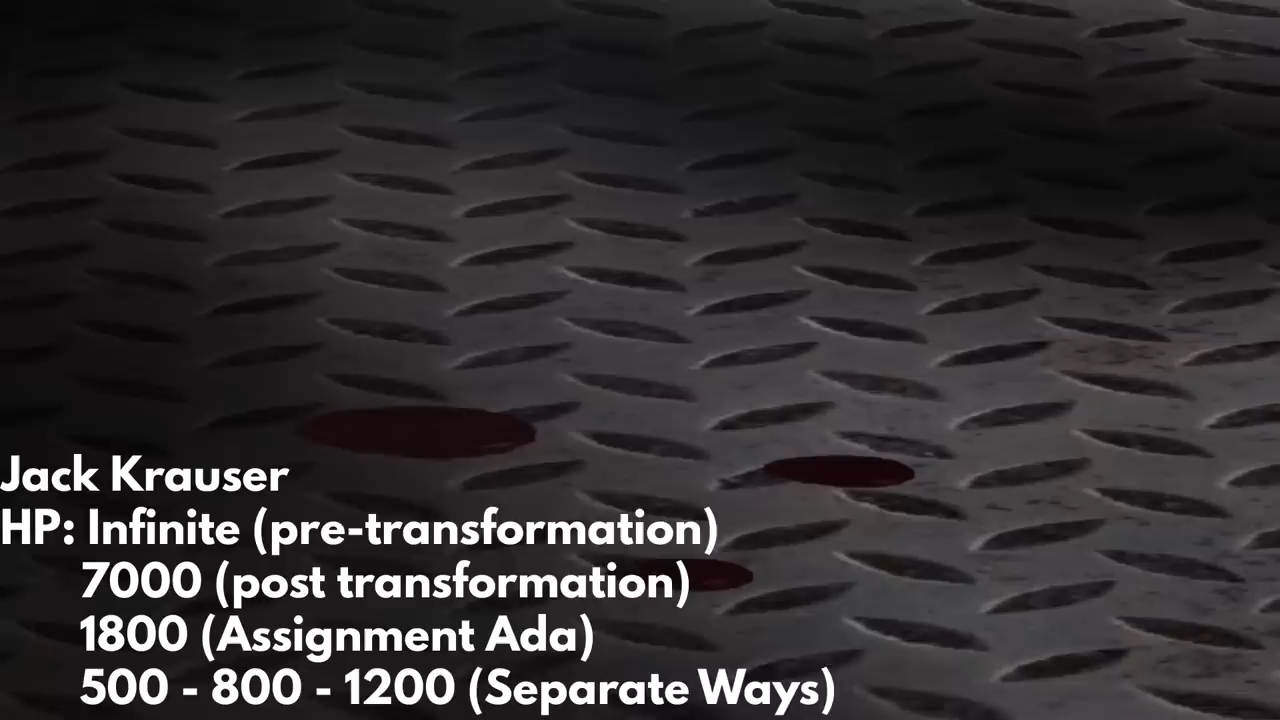 Jack Krauser
HP: Infinite (pre-transformation)
7000 (post transformation)
1800 (Assignment Ada)
500 - 800 - 1200 (Separate Ways)